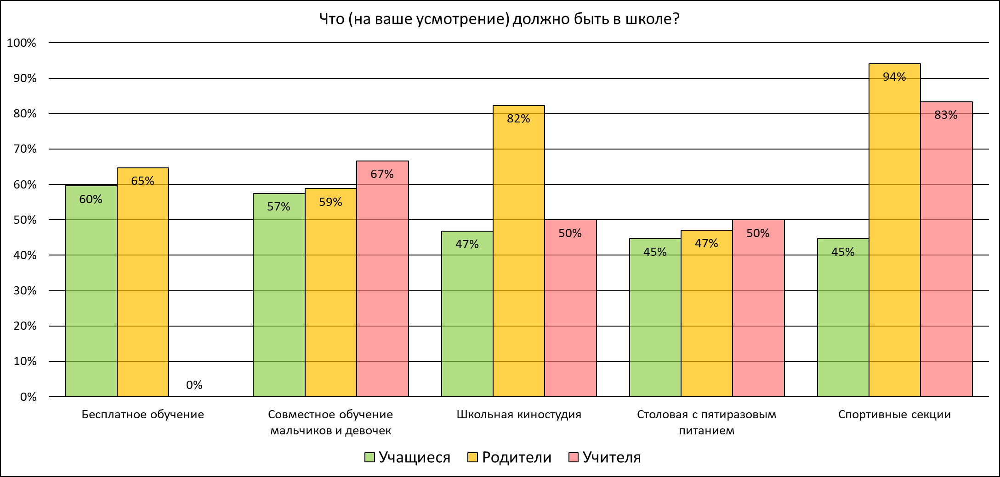 Что (на ваше усмотрение) должно быть в школе?
100%
90%
80%
70%
60%
50%
40%
30%
20%
10%
0%
60%
65%
0%
57%
59%
67%
47%
82%
50%
45%
47%
50%
45%
94%
83%
Бесплатное обучение
Совместное обучение
мальчиков и девочек
Школьная киностудия
Столовая с пятиразовым
питанием
Спортивные секции
Учащиеся
Родители
Учителя